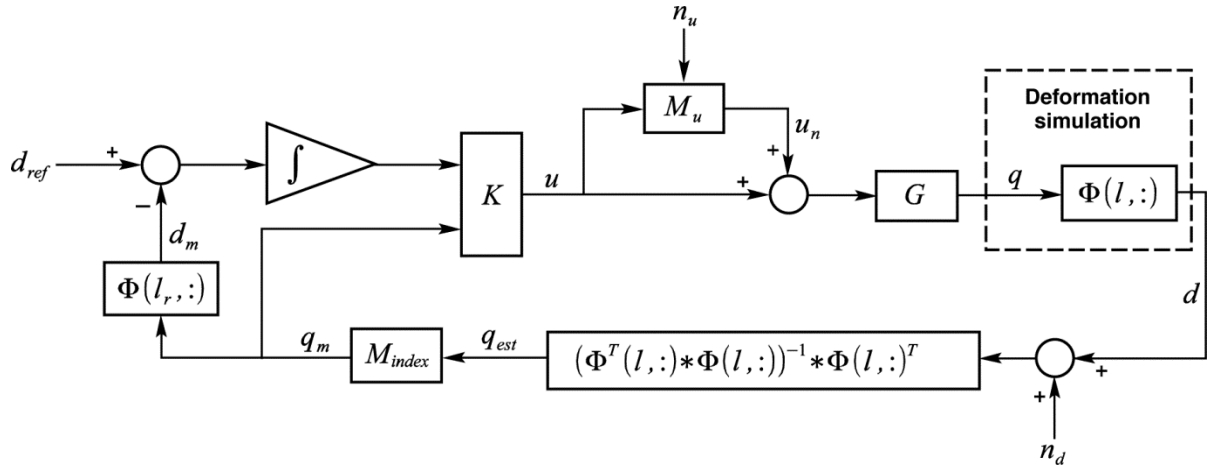 n_u
M_u
u_n
Deformation
simulation
d_ref
+
−
∫
K
u
+
+
G
q
Φ(l,:)
d_m
Φ(l_r,:)
d
q_m
M_index
q_est
(Φ^T(l,:)*Φ(l,:))^{-1}*Φ(l,:)^T
+
+
n_d